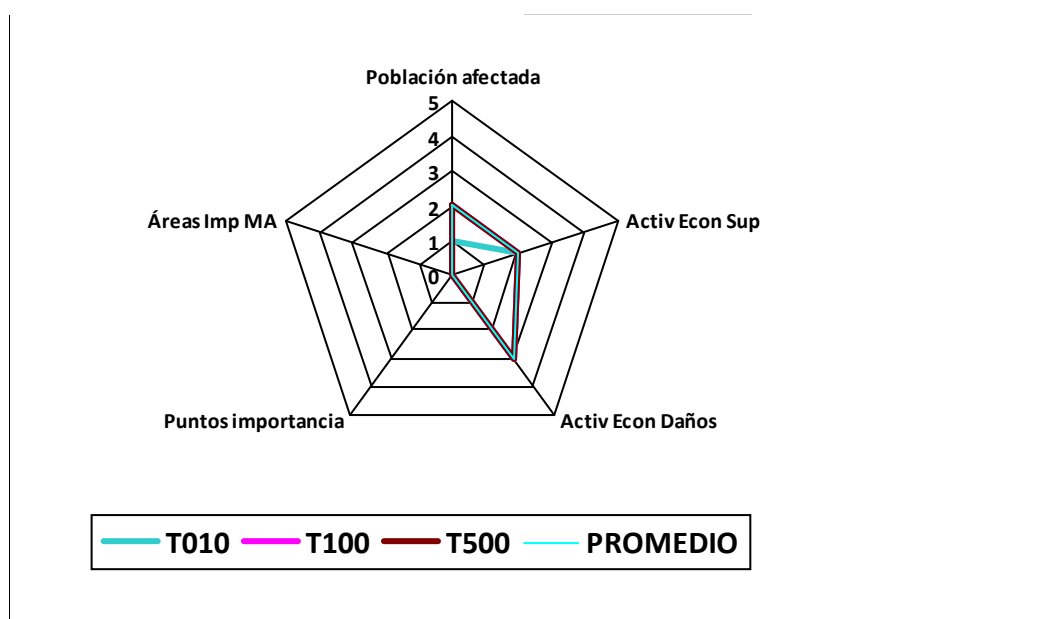 Población afectada
5
4
3
2
1
0
Áreas Imp MA
Activ Econ Sup
Puntos importancia
Activ Econ Daños
T010 T100 T500 PROMEDIO